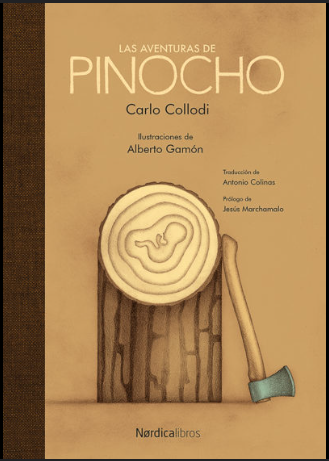 LAS AVENTURAS DE
PINOCHO
Carlo Collodi
Ilustraciones de
Alberto Gamón
Traducción de
Antonio Colinas
Prólogo de
Jesús Marchamalo
Nørdicalibros